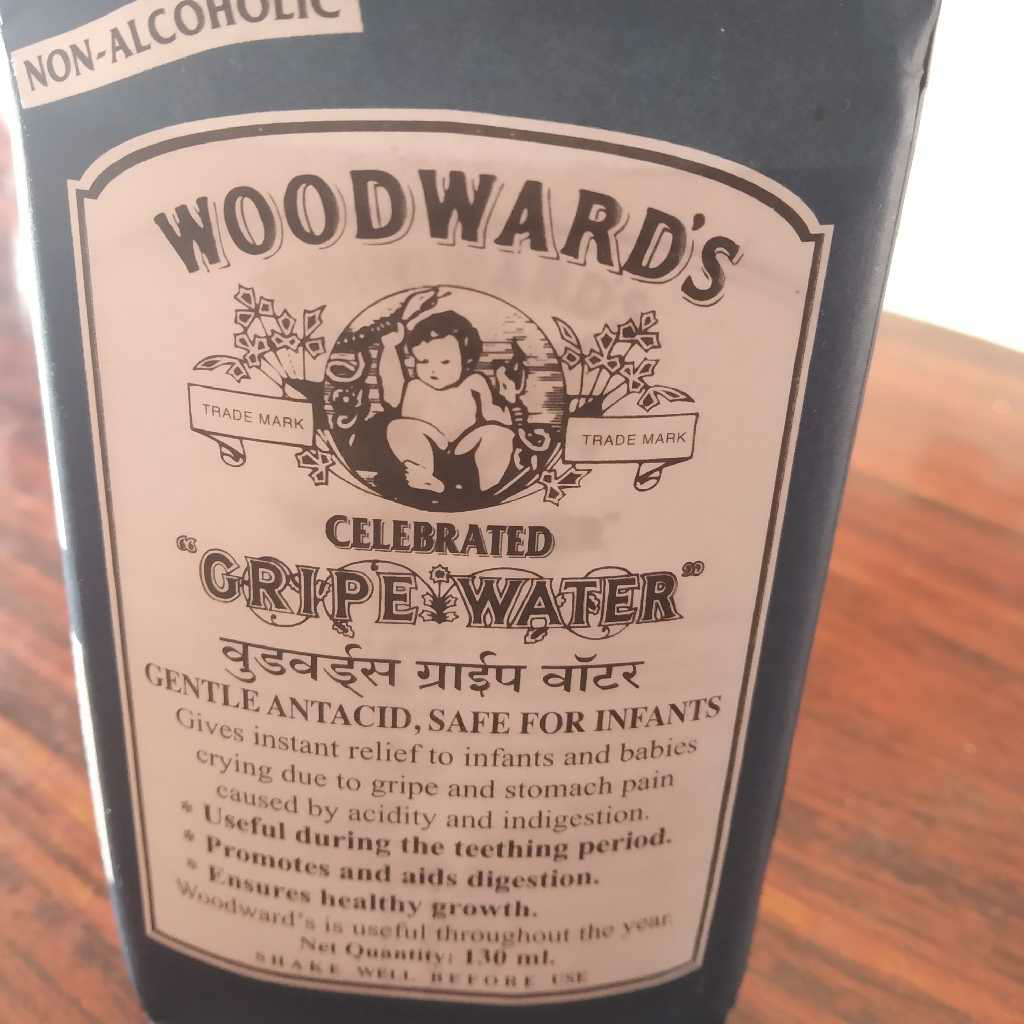 NON-ALCOHOLIC
WOODWARD'S
TRADE MARK
TRADE MARK
CELEBRATED
"GRIPE WATER"
वुडवर्ड्स ग्राईप वॉटर
GENTLE ANTACID, SAFE FOR INFANTS
Gives instant relief to infants and babies
crying due to gripe and stomach pain
caused by acidity and indigestion.
* Useful during the teething period.
* Promotes and aids digestion.
* Ensures healthy growth.
Woodward's is useful throughout the year.
Net Quantity: 130 ml.
SHAKE WELL BEFORE USE